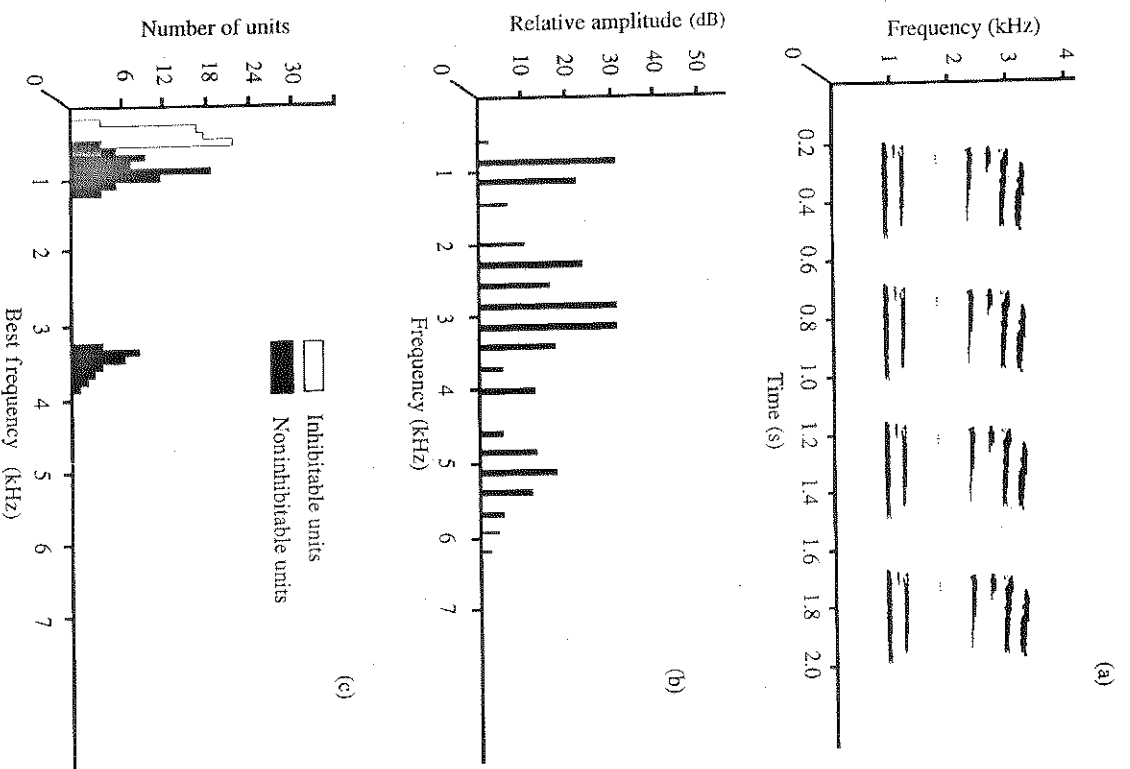 (a)
Frequency (kHz)
4
3
2
1
0
0.2 0.4 0.6 0.8 1.0 1.2 1.4 1.6 1.8 2.0
Time (s)
(b)
Relative amplitude (dB)
50
40
30
20
10
0
1 2 3 4 5 6 7
Frequency (kHz)
(c)
Number of units
30
24
18
12
6
0
Inhibitable units
Noninhibitable units
1 2 3 4 5 6 7
Best frequency (kHz)